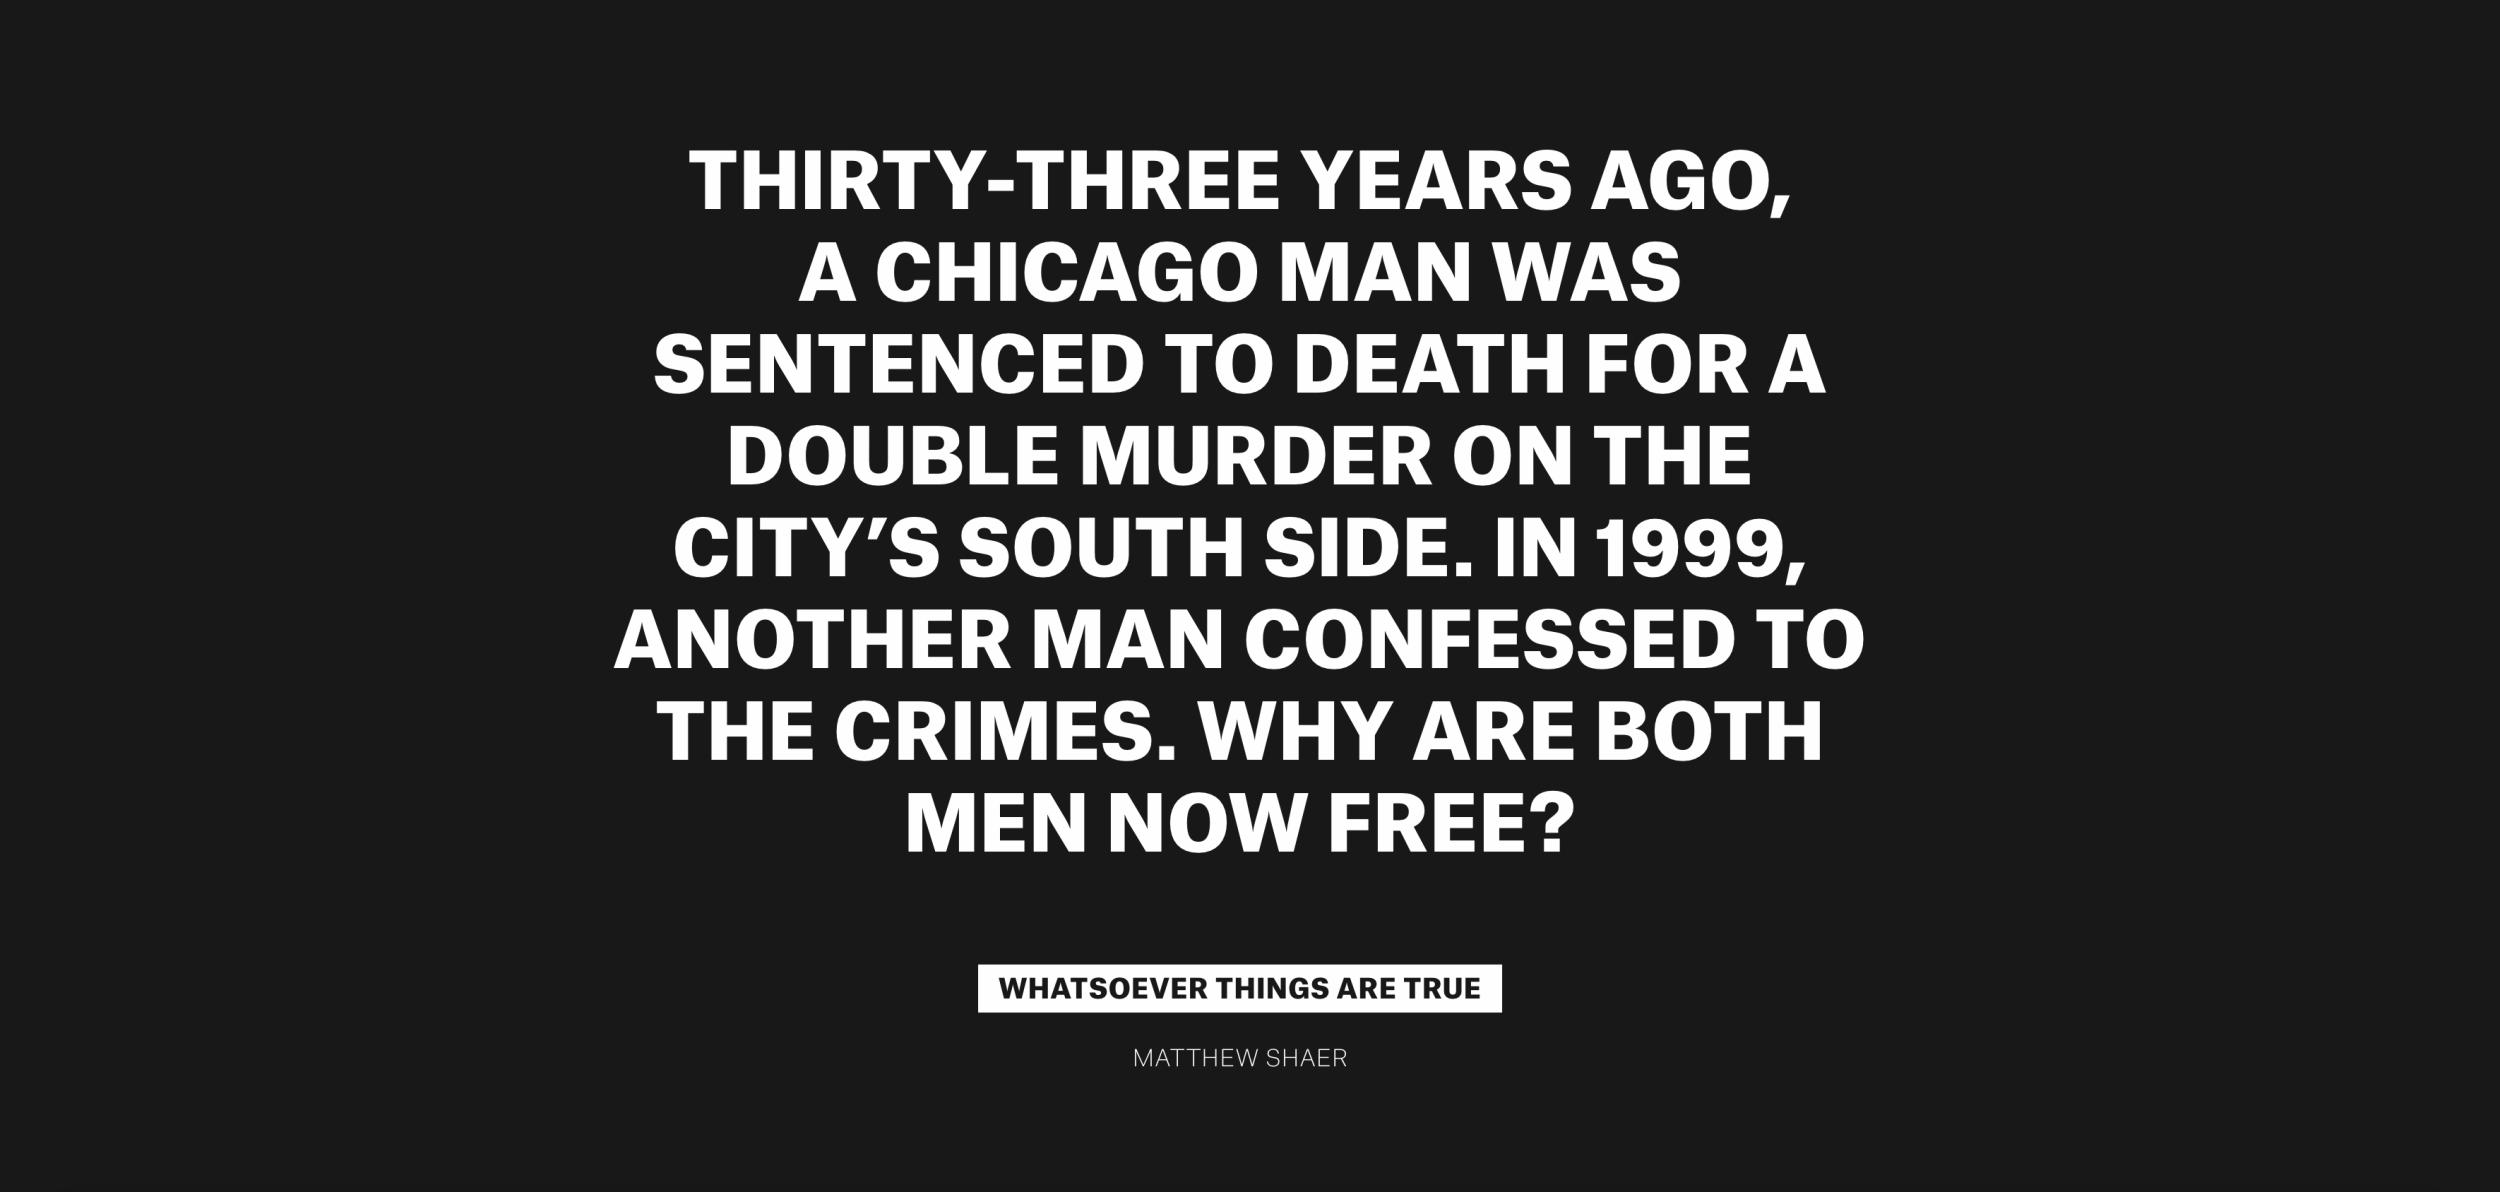 THIRTY-THREE YEARS AGO,
A CHICAGO MAN WAS
SENTENCED TO DEATH FOR A
DOUBLE MURDER ON THE
CITY'S SOUTH SIDE. IN 1999,
ANOTHER MAN CONFESSED TO
THE CRIMES. WHY ARE BOTH
MEN NOW FREE?
WHATSOEVER THINGS ARE TRUE
MATTHEW SHAER